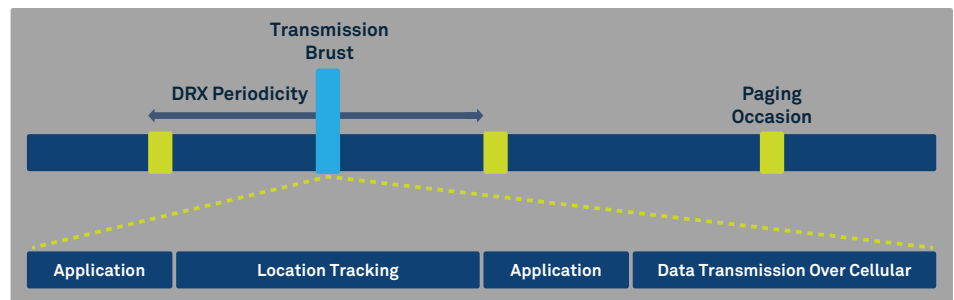 Transmission
Brust
DRX Periodicity
Paging
Occasion
Application
Location Tracking
Application
Data Transmission Over Cellular